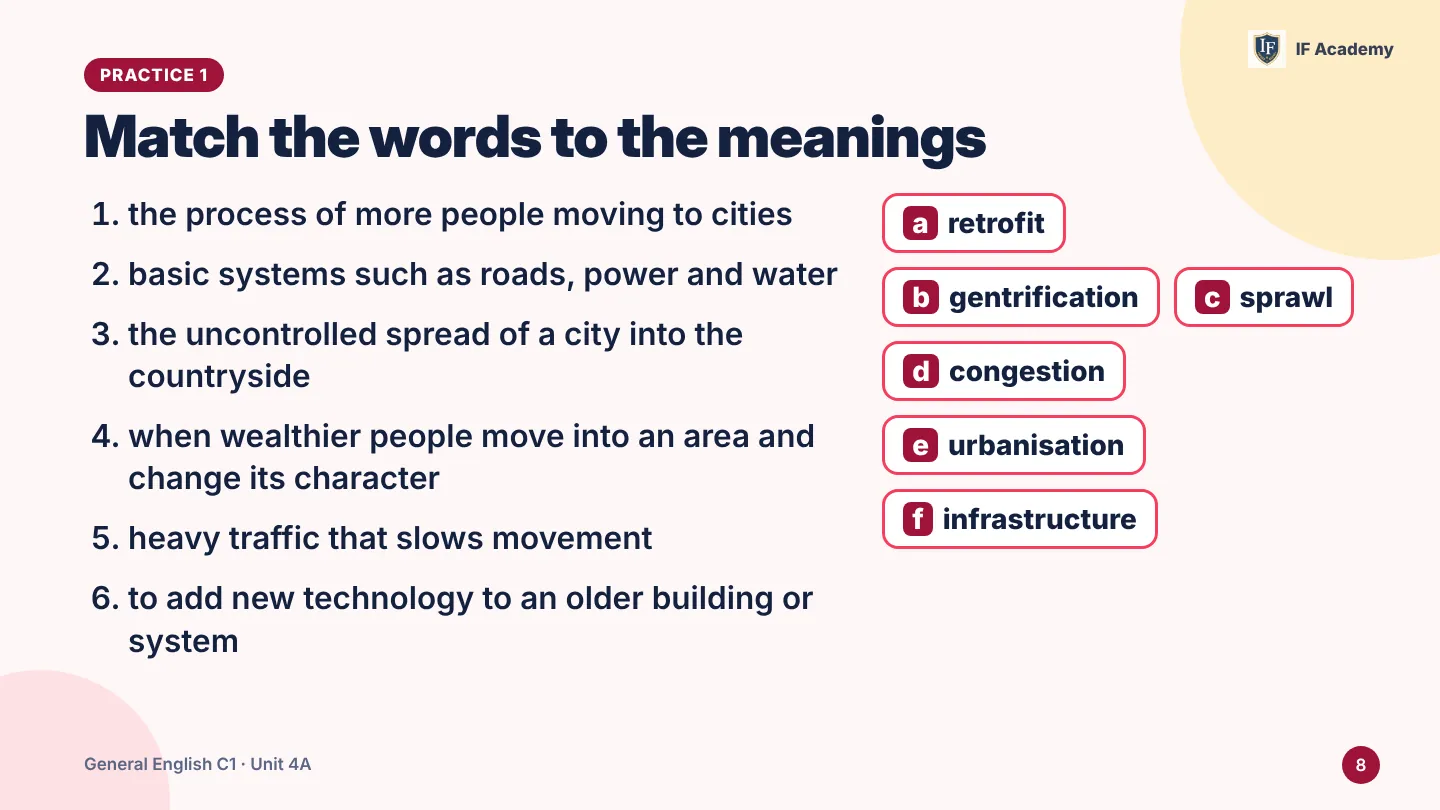 IF Academy
PRACTICE 1
Match the words to the meanings
1. the process of more people moving to cities
2. basic systems such as roads, power and water
3. the uncontrolled spread of a city into the
countryside
4. when wealthier people move into an area and
change its character
5. heavy traffic that slows movement
6. to add new technology to an older building or
system
a retrofit
b gentrification
c sprawl
d congestion
e urbanisation
f infrastructure
General English C1 · Unit 4A
8